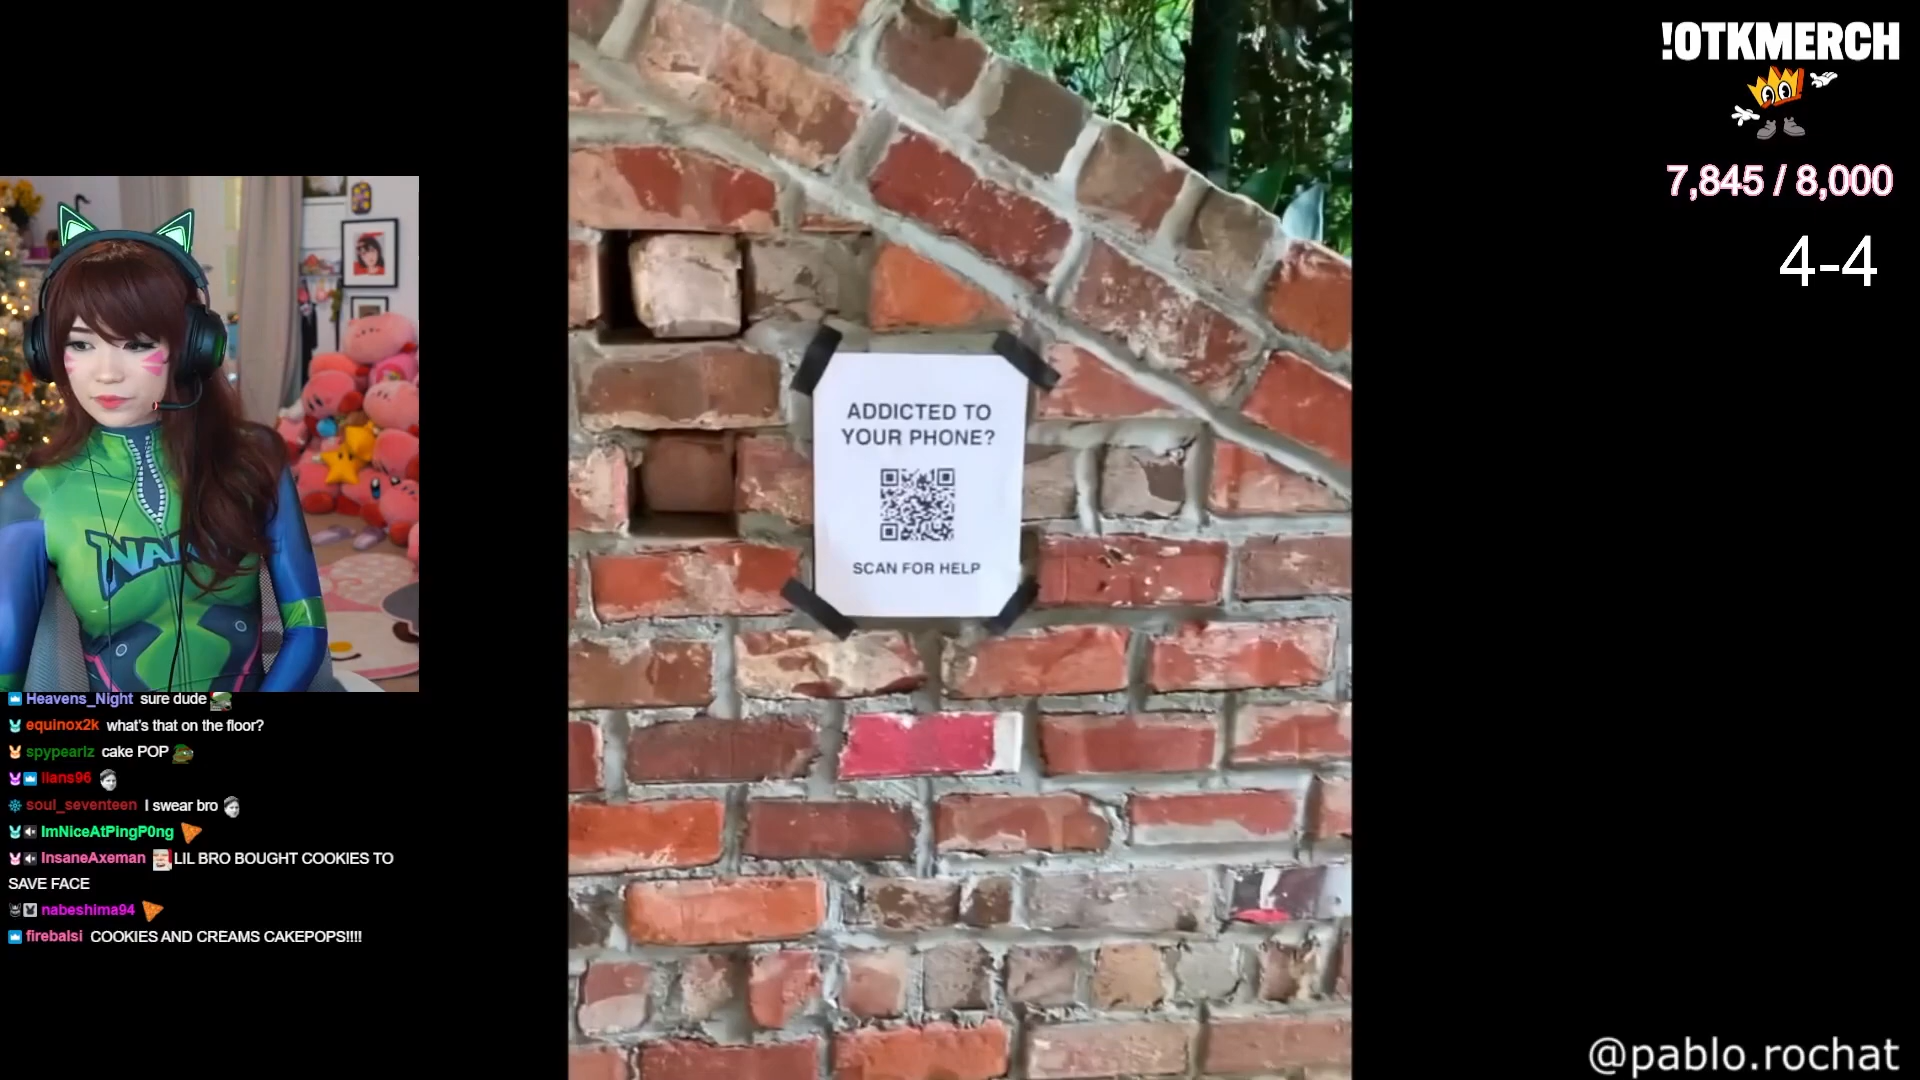 !OTKMERCH
7,845 / 8,000
4-4
ADDICTED TO
YOUR PHONE?
SCAN FOR HELP
Heavens_Night sure dude
equinox2k what's that on the floor?
spypearlz cake POP
soul_seventeen I swear bro
ImNiceAtPingP0ng
InsaneAxeman LIL BRO BOUGHT COOKIES TO
SAVE FACE
nabeshima94
firebalsi COOKIES AND CREAMS CAKEPOPS!!!!
@pablo.rochat